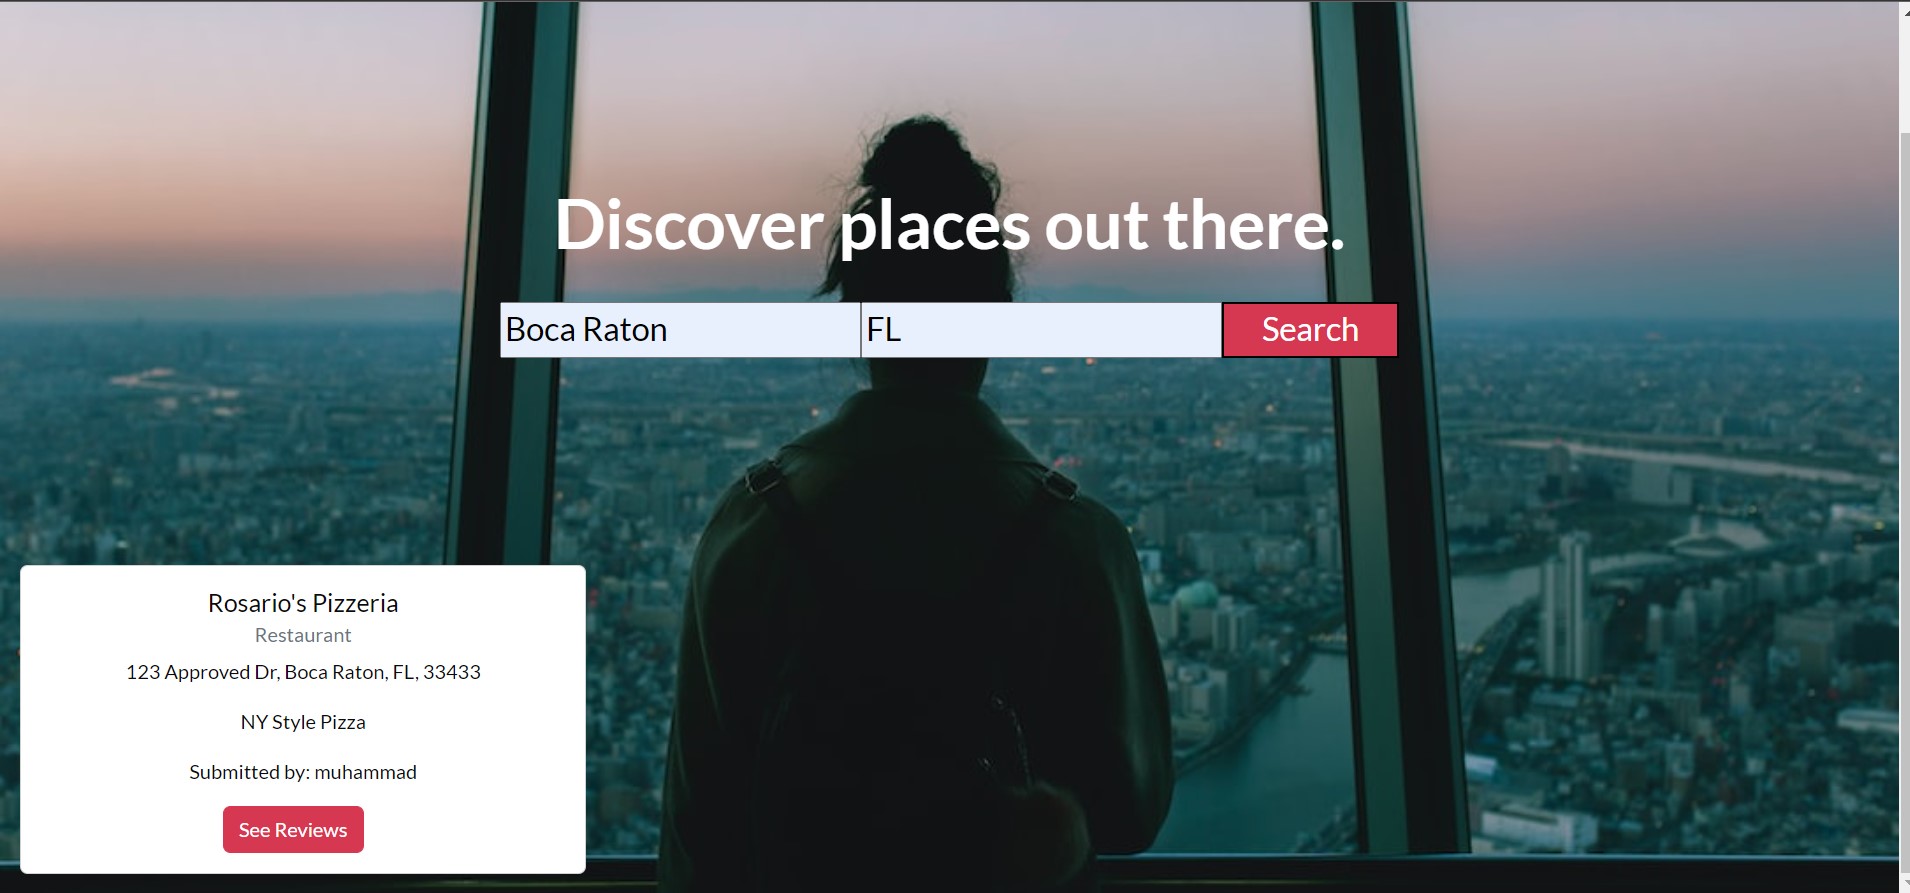 Discover places out there.
Boca Raton
FL
Search
Rosario's Pizzeria
Restaurant
123 Approved Dr, Boca Raton, FL, 33433
NY Style Pizza
Submitted by: muhammad
See Reviews